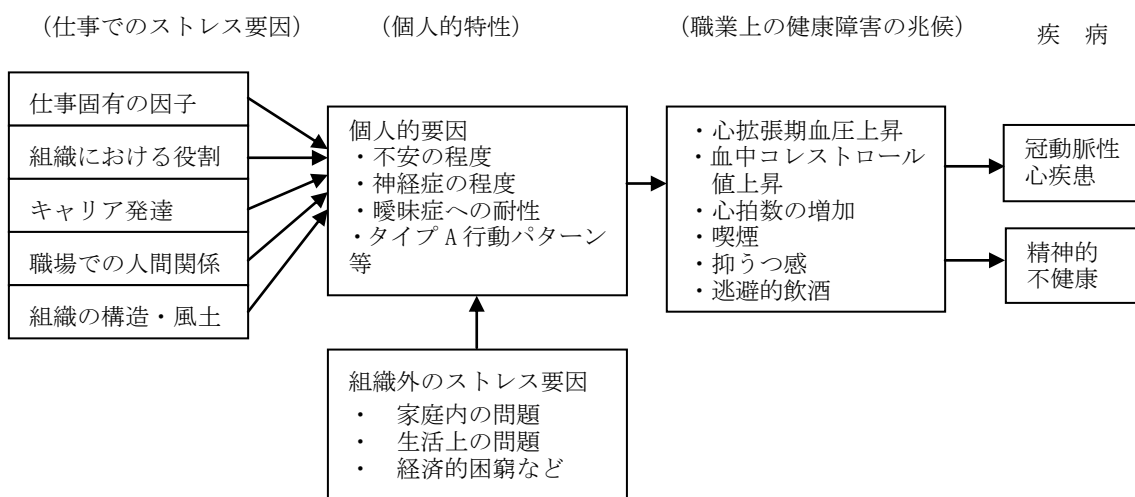 (仕事でのストレス要因)
(個人的特性)
(職業上の健康障害の兆候)
疾 病
仕事固有の因子
組織における役割
キャリア発達
職場での人間関係
組織の構造・風土
個人的要因
・不安の程度
・神経症の程度
・曖昧症への耐性
・タイプ A 行動パターン
等
組織外のストレス要因
・ 家庭内の問題
・ 生活上の問題
・ 経済的困窮など
・心拡張期血圧上昇
・血中コレストロール
値上昇
・心拍数の増加
・喫煙
・抑うつ感
・逃避的飲酒
冠動脈性
心疾患
精神的
不健康